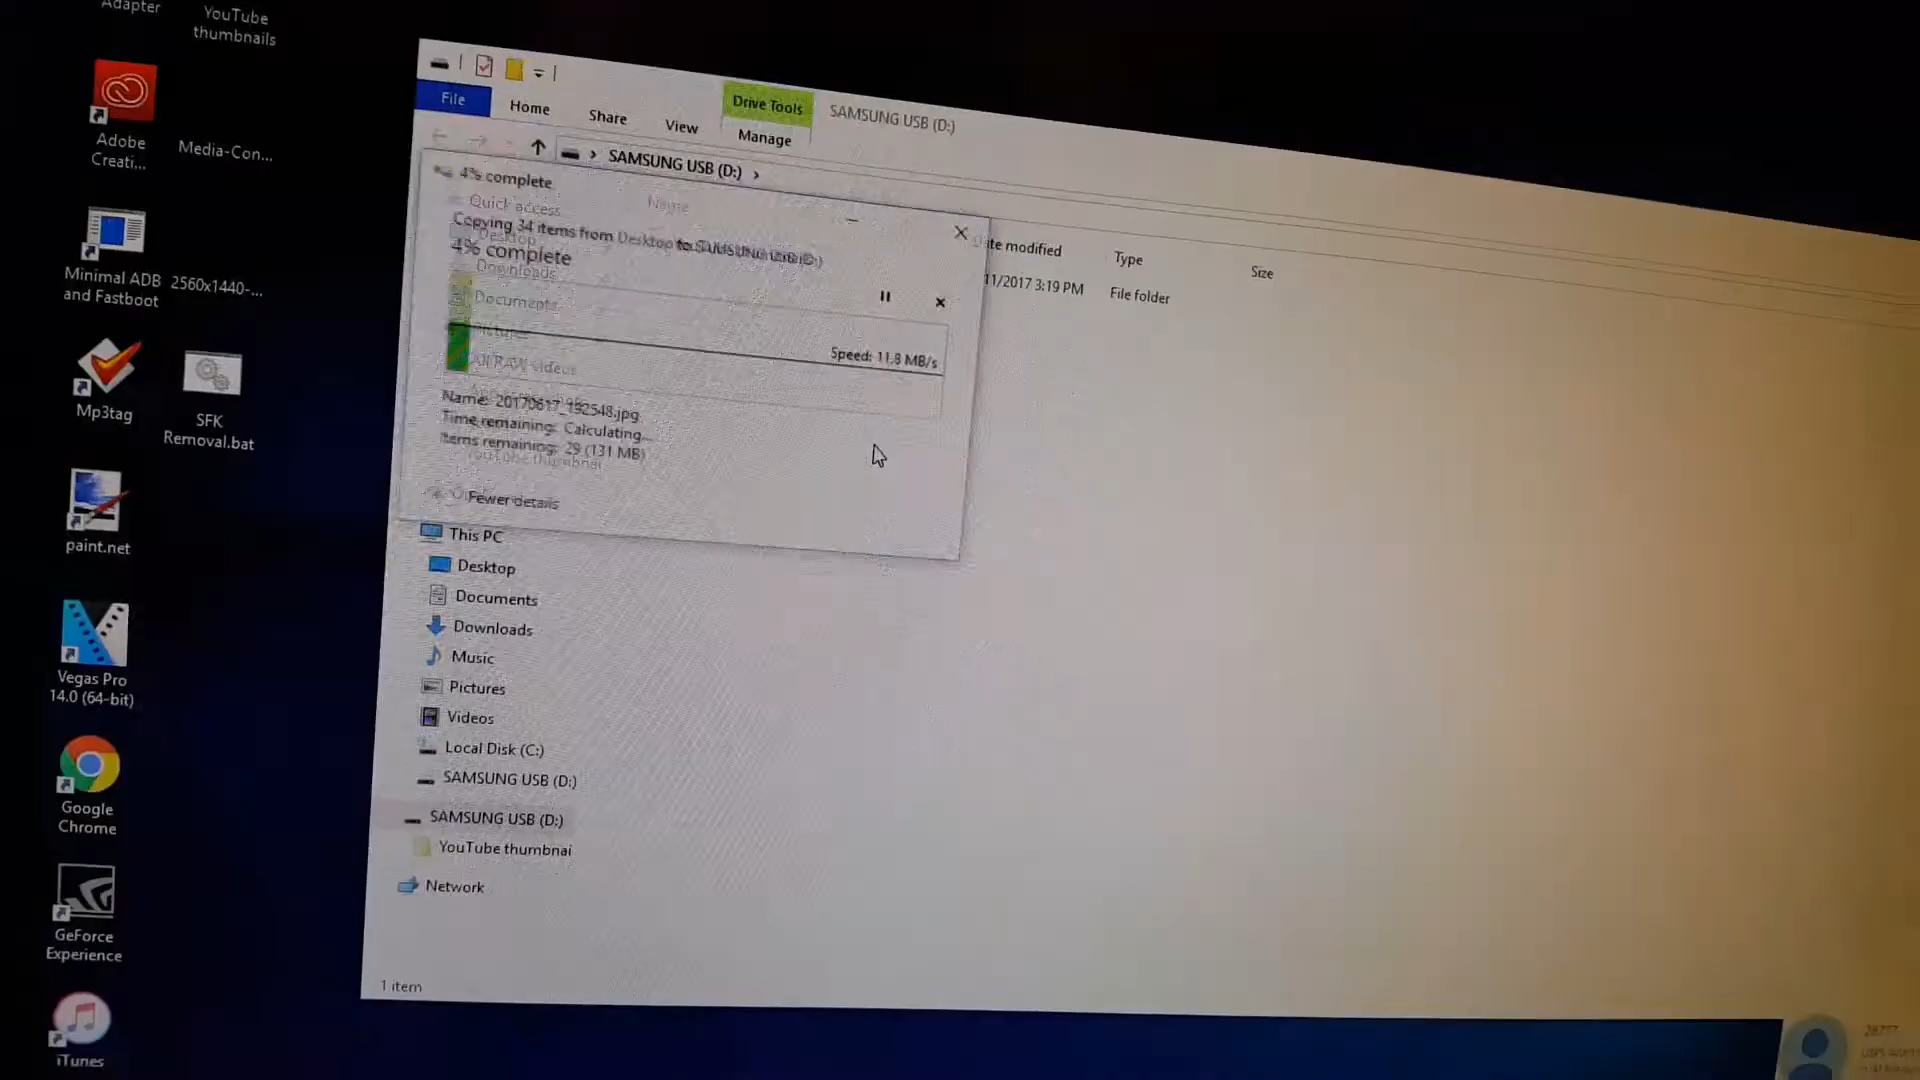 Adapter
YouTube
thumbnails
Adobe
Creati...
Media-Con...
Minimal ADB
and Fastboot
2560x1440-...
Mp3tag
SFK
Removal.bat
paint.net
Vegas Pro
14.0 (64-bit)
Google
Chrome
GeForce
Experience
iTunes
File
Home
Share
View
Drive Tools
Manage
SAMSUNG USB (D:)
SAMSUNG USB (D:)
4% complete
Quick access
Name
Copying 34 items from Desktop to SAMSUNG USB (D:)
Desktop
4% complete
Downloads
Documents
Pictures
RAW videos
Speed: 11.8 MB/s
Name: 20170617_192548.jpg
Time remaining: Calculating...
Items remaining: 29 (131 MB)
YouTube thumbnai
Fewer details
ate modified
Type
Size
11/2017 3:19 PM
File folder
This PC
Desktop
Documents
Downloads
Music
Pictures
Videos
Local Disk (C:)
SAMSUNG USB (D:)
SAMSUNG USB (D:)
YouTube thumbnai
Network
1 item